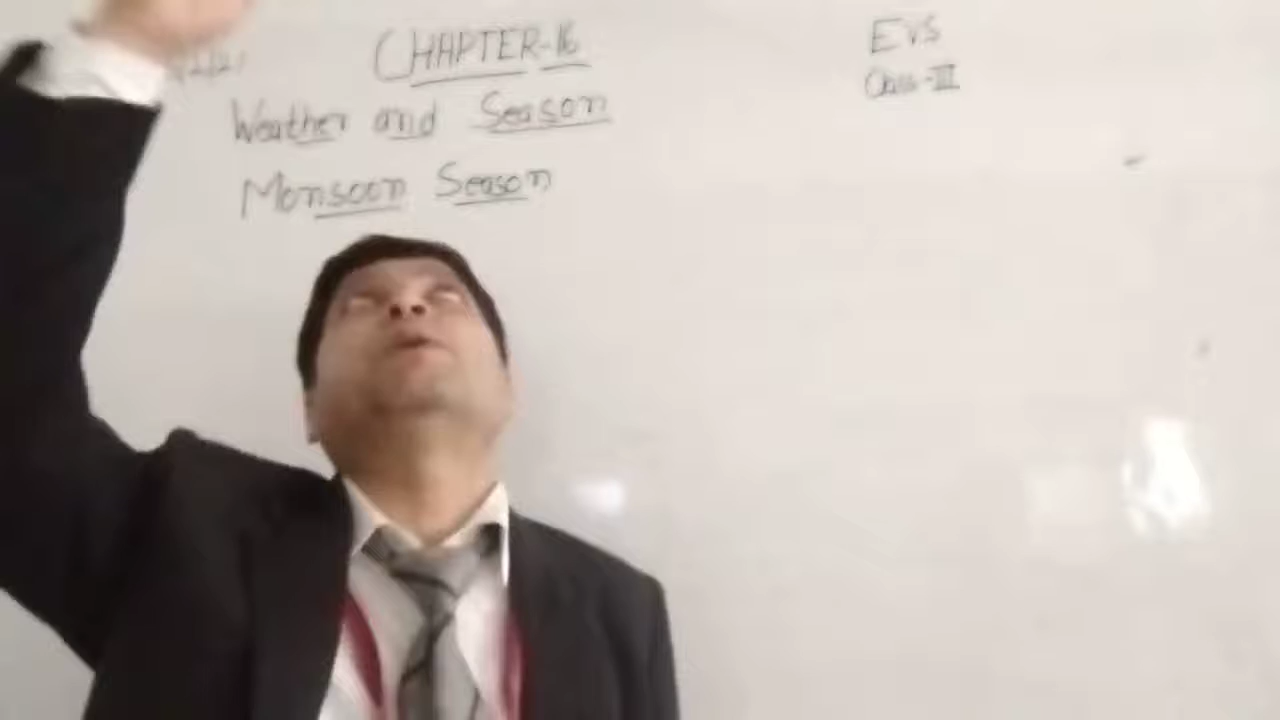 CHAPTER-16
Weather and Season
Monsoon Season
EVS
Class-III